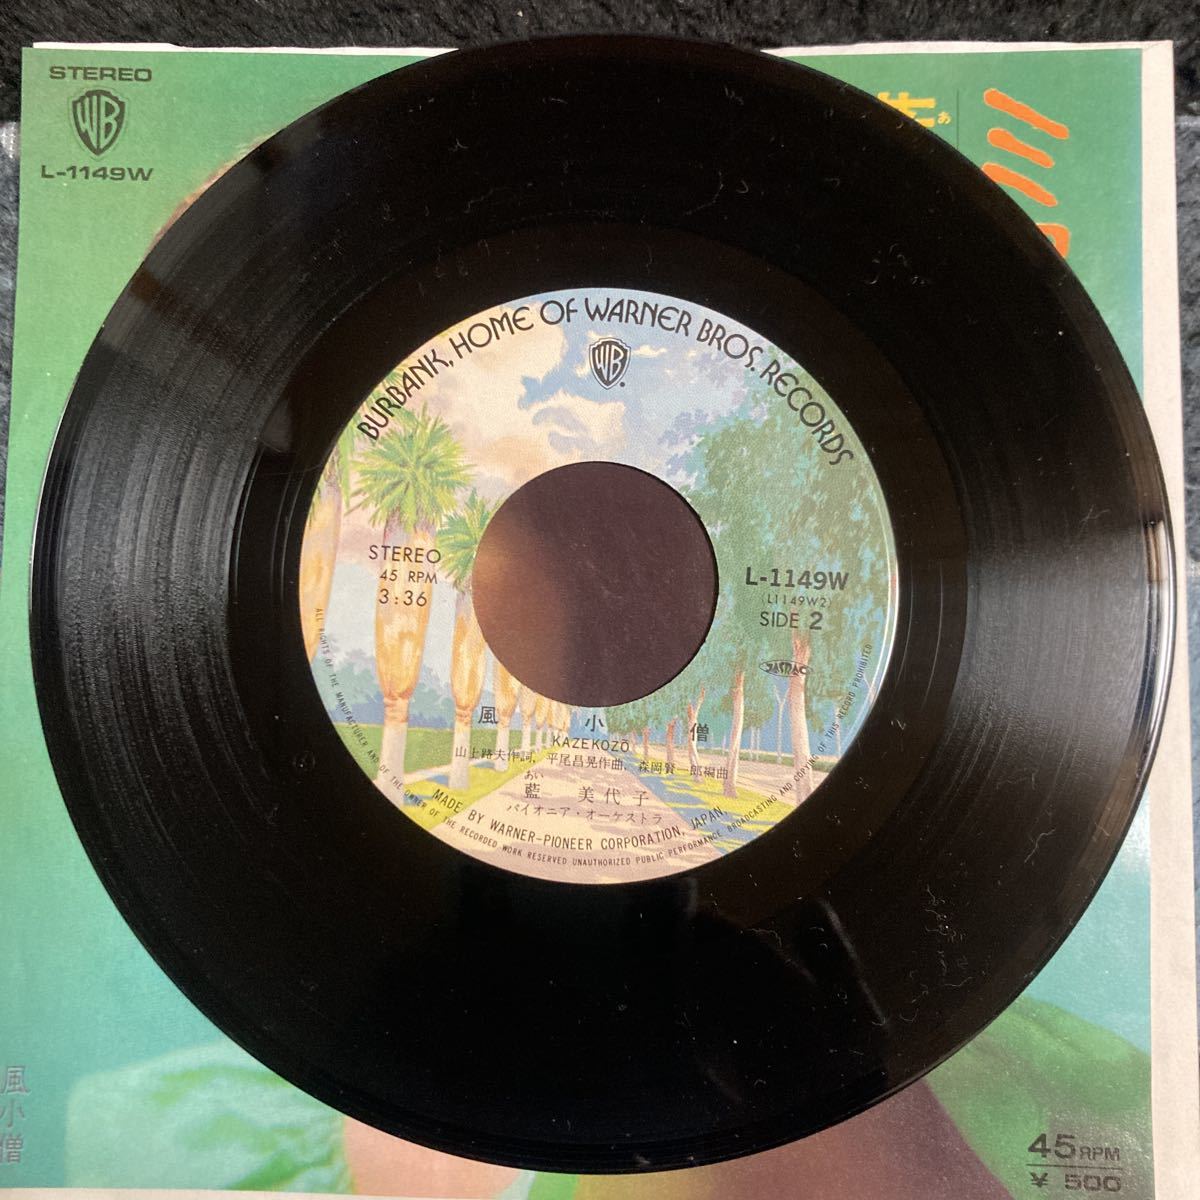 STEREO
WB
L-1149W
あ
BURBANK, HOME OF WARNER BROS. RECORDS
WB
STEREO
45 RPM
3:36
L-1149W
(L1149W2)
SIDE 2
JASRAC
風小僧
KAZEKOZO
山上路夫作詞, 平尾昌晃作曲, 森岡賢一郎編曲
あい
藍 美代子
パイオニア・オーケストラ
MADE BY WARNER-PIONEER CORPORATION, JAPAN
ALL RIGHTS OF THE MANUFACTURER AND OF THE OWNER OF THE RECORDED WORK RESERVED UNAUTHORIZED PUBLIC PERFORMANCE BROADCASTING AND COPYING OF THIS RECORD PROHIBITED
風小僧
45RPM
¥ 500